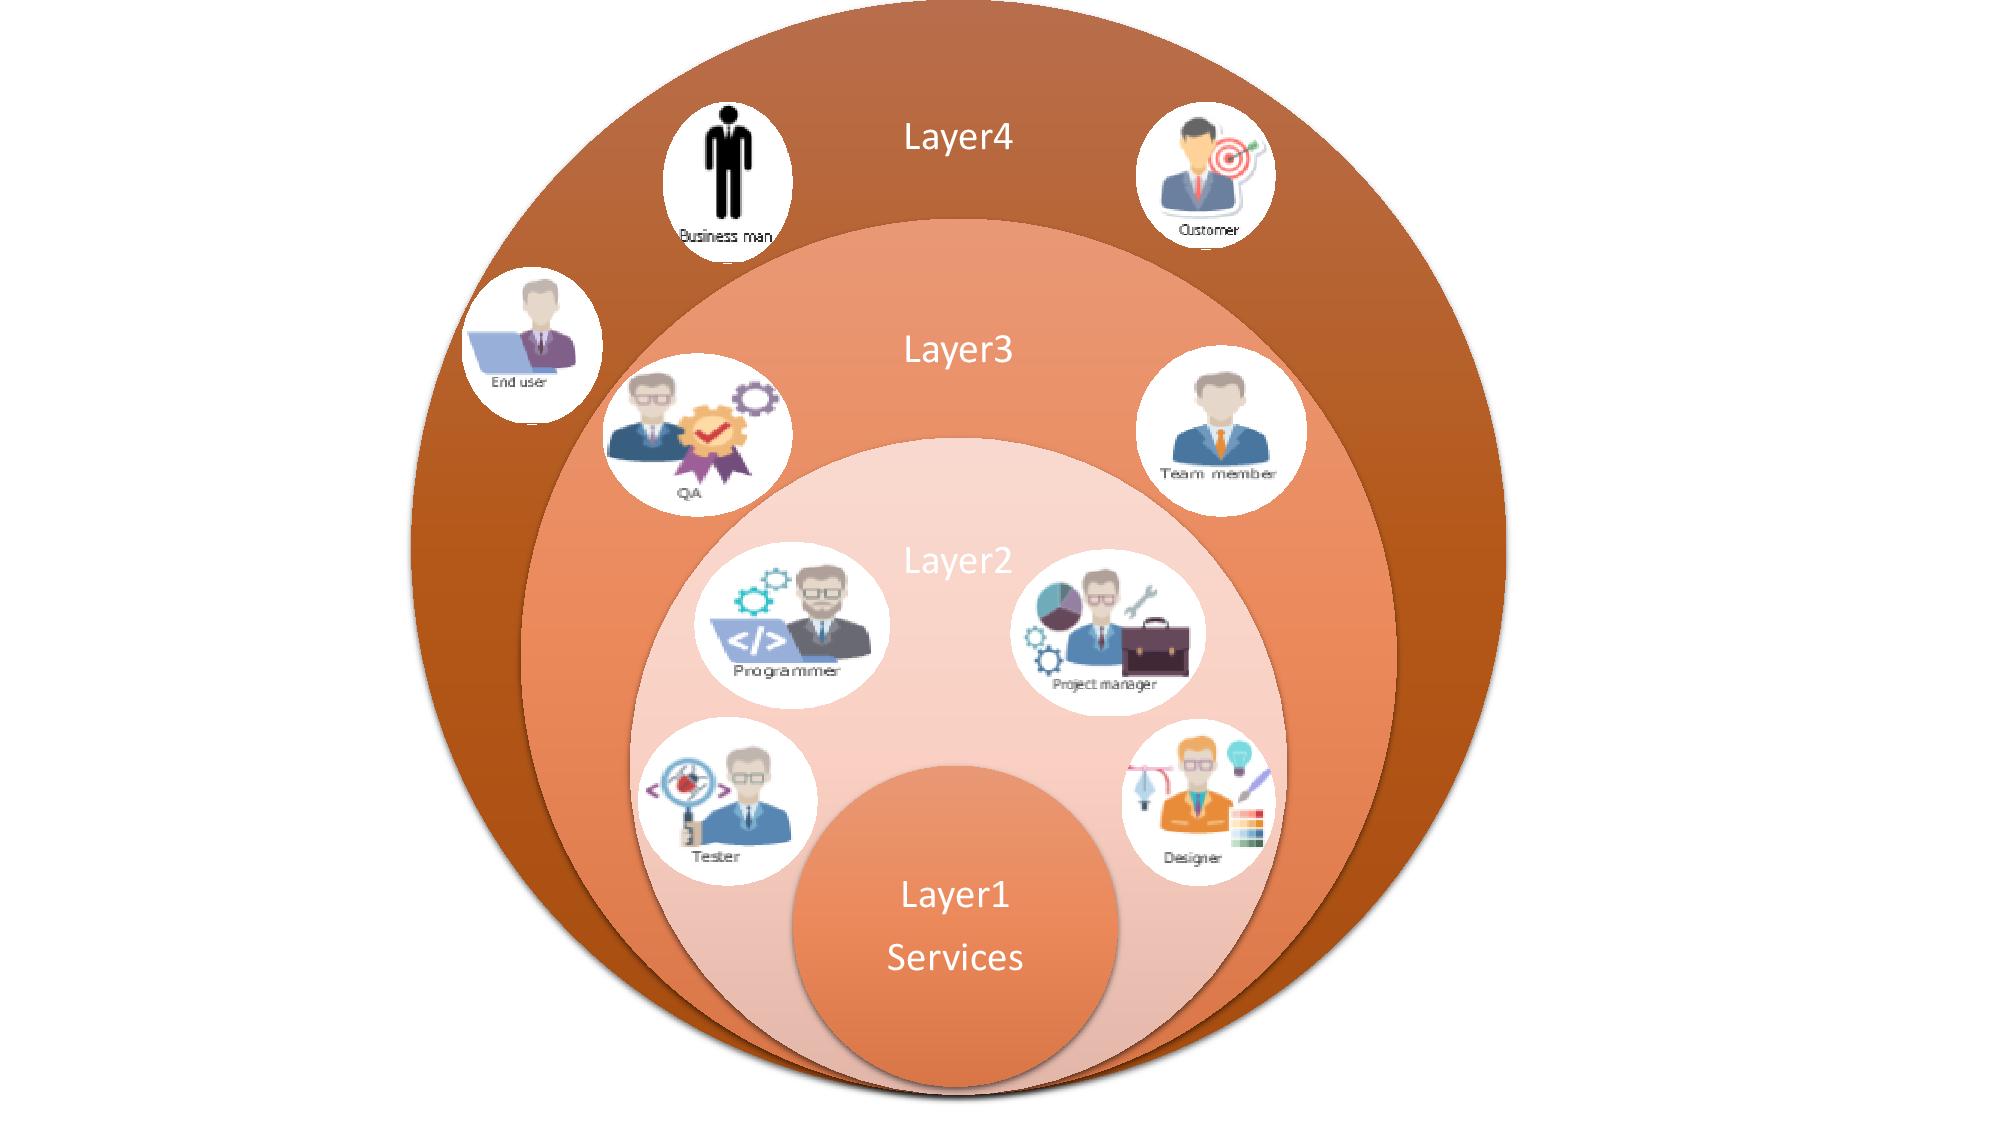 Layer4
Business man
Customer
End user
Layer3
QA
Team member
Layer2
</>
Programmer
Project manager
< >
Tester
Designer
Layer1
Services